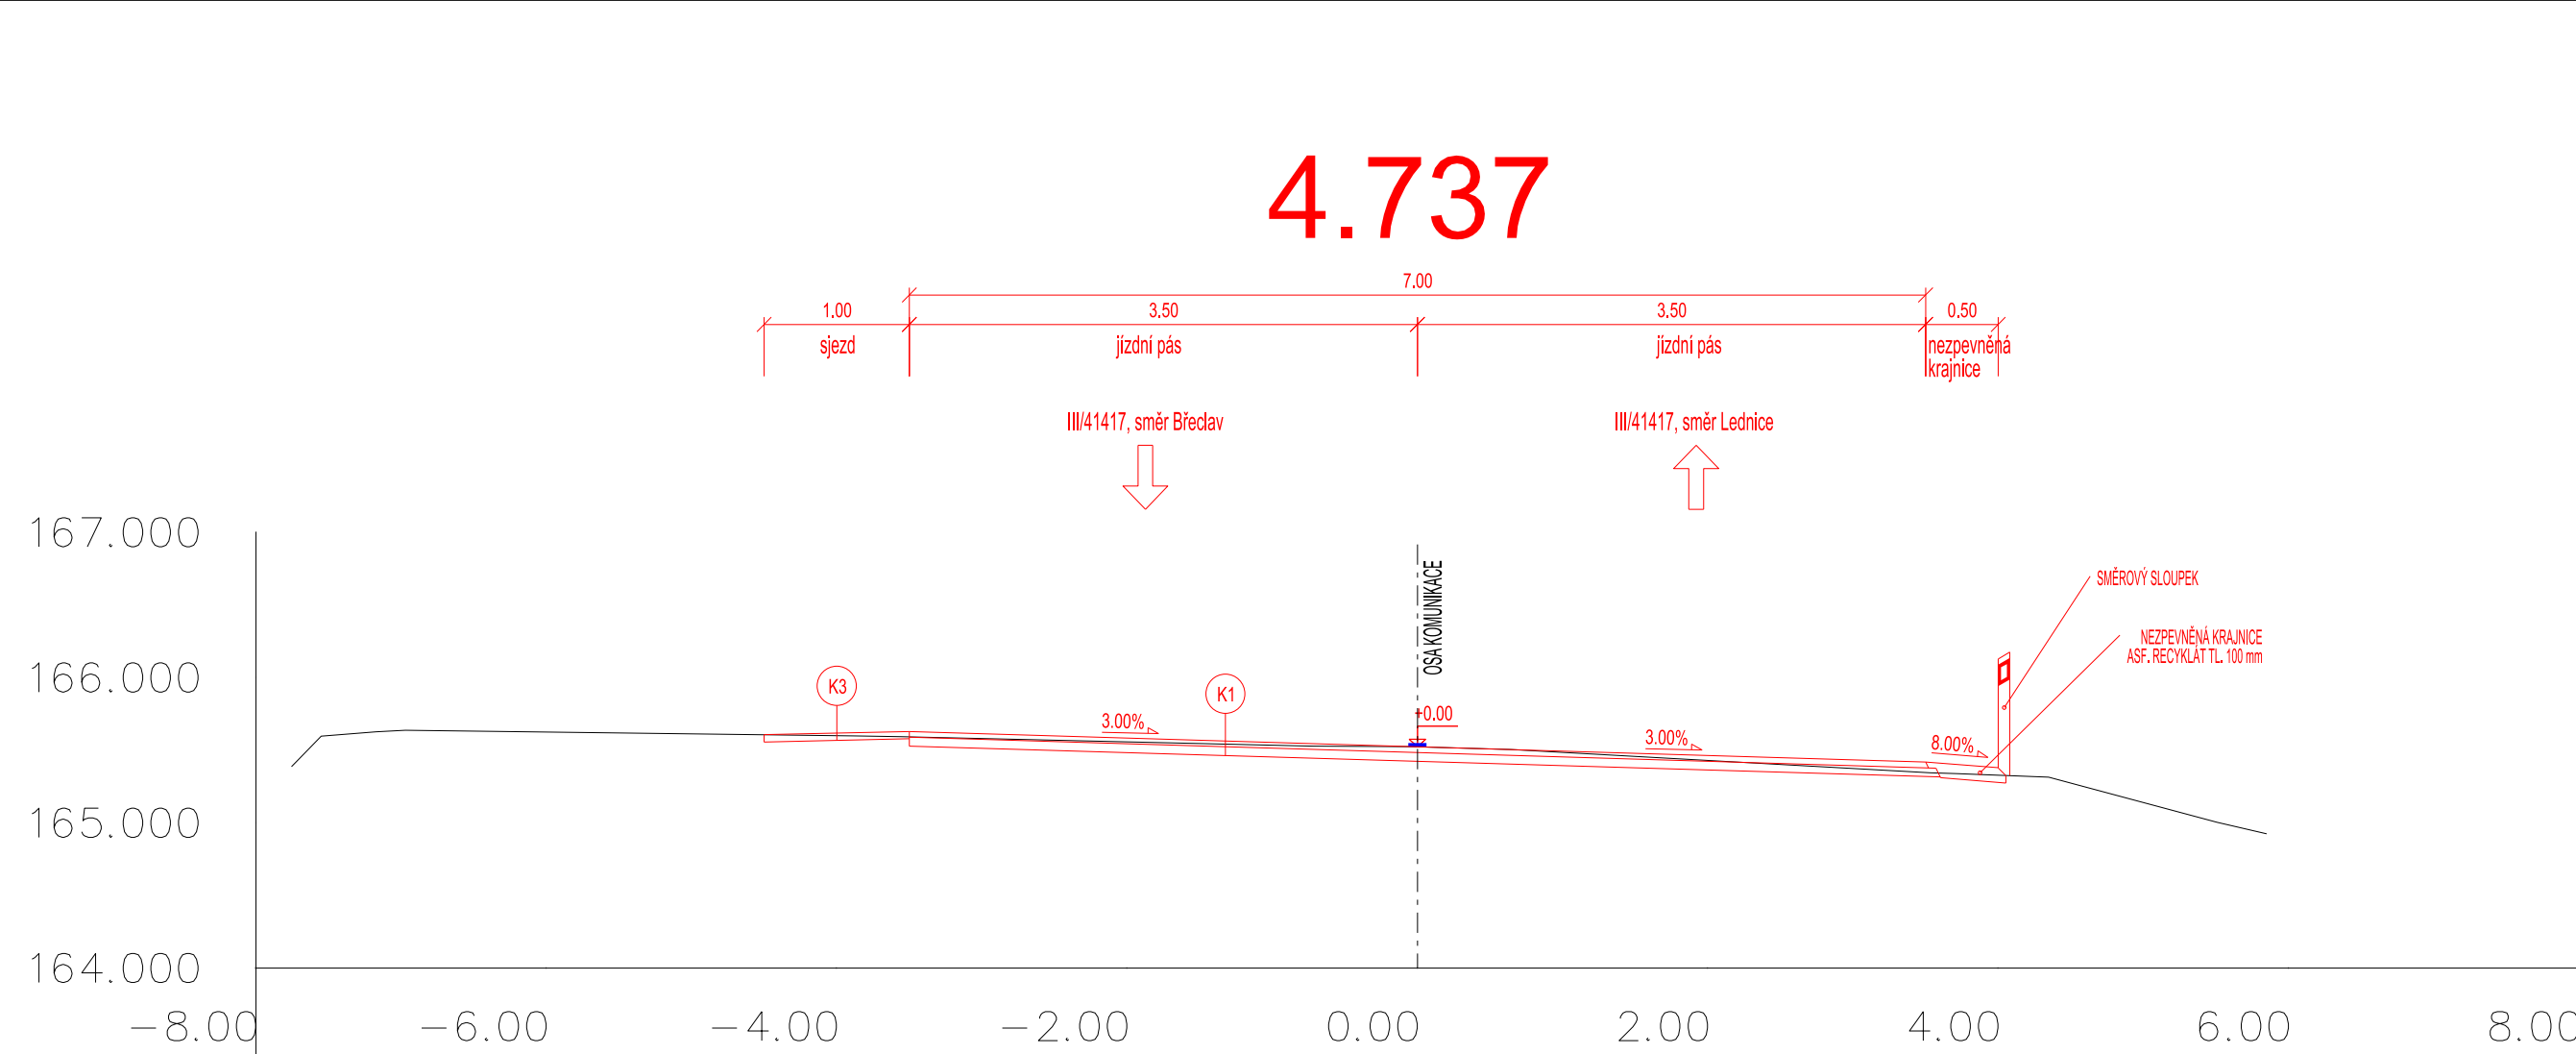 4.737
7.00
1.00
3.50
3.50
0.50
sjezd
jízdní pás
jízdní pás
nezpevněná
krajnice
III/41417, směr Břeclav
III/41417, směr Lednice
167.000
OSA KOMUNIKACE
SMĚROVÝ SLOUPEK
NEZPEVNĚNÁ KRAJNICE
ASF. RECYKLÁT TL. 100 mm
166.000
K3
K1
+0.00
3.00%
3.00%
8.00%
165.000
164.000
-8.00
-6.00
-4.00
-2.00
0.00
2.00
4.00
6.00
8.00